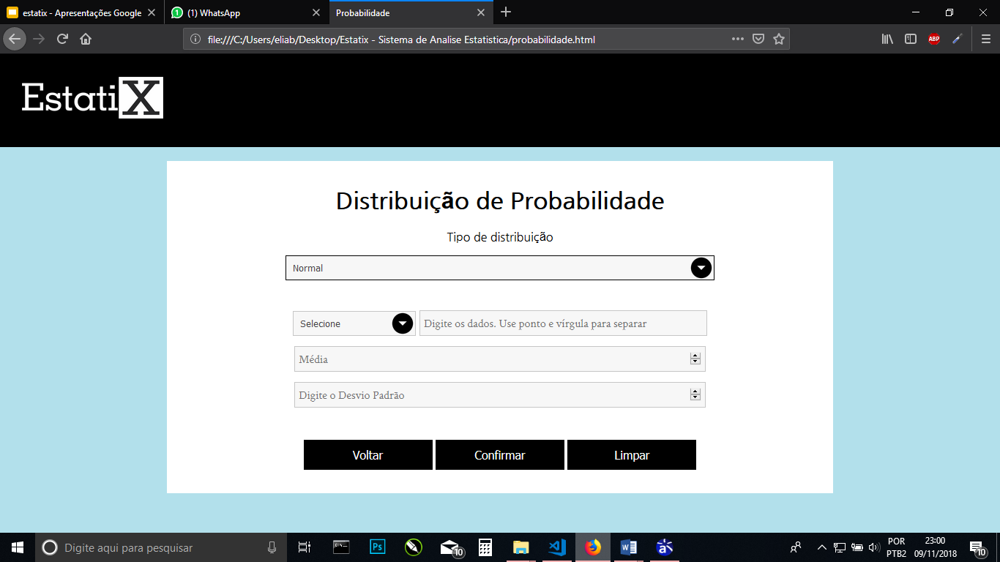 estatix - Apresentações Google
(1) WhatsApp
Probabilidade
file:///C:/Users/eliab/Desktop/Estatix - Sistema de Analise Estatistica/probabilidade.html
ABP
EstatiX
Distribuição de Probabilidade
Tipo de distribuição
Normal
Selecione
Digite os dados. Use ponto e vírgula para separar
Média
Digite o Desvio Padrão
Voltar
Confirmar
Limpar
Digite aqui para pesquisar
Ps
10
POR
PTB2
23:00
09/11/2018
10